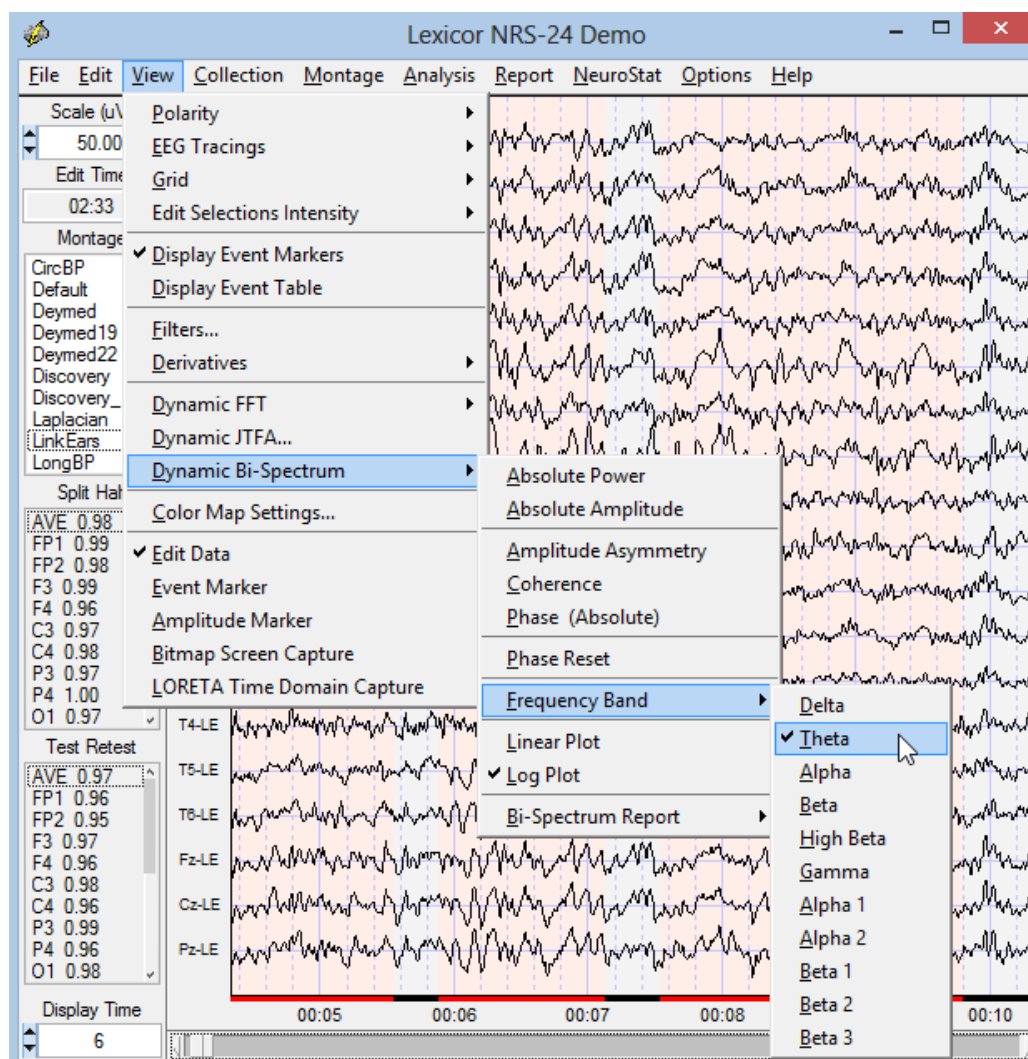 Lexicor NRS-24 Demo
File Edit View Collection Montage Analysis Report NeuroStat Options Help
Scale (uV
50.00
Edit Time
02:33
Montage
CircBP
Default
Deymed
Deymed19
Deymed22
Discovery
Discovery_
Laplacian
LinkEars
LongBP
Split Hal
AVE 0.98
FP1 0.99
FP2 0.98
F3 0.99
F4 0.96
C3 0.97
C4 0.98
P3 0.97
P4 1.00
O1 0.97
Test Retest
AVE 0.97
FP1 0.96
FP2 0.95
F3 0.97
F4 0.96
C3 0.98
C4 0.96
P3 0.99
P4 0.96
O1 0.98
Display Time
6
Polarity
EEG Tracings
Grid
Edit Selections Intensity
Display Event Markers
Display Event Table
Filters...
Derivatives
Dynamic FFT
Dynamic JTFA...
Dynamic Bi-Spectrum
Color Map Settings...
Edit Data
Event Marker
Amplitude Marker
Bitmap Screen Capture
LORETA Time Domain Capture
Absolute Power
Absolute Amplitude
Amplitude Asymmetry
Coherence
Phase (Absolute)
Phase Reset
Frequency Band
Linear Plot
Log Plot
Bi-Spectrum Report
Delta
Theta
Alpha
Beta
High Beta
Gamma
Alpha 1
Alpha 2
Beta 1
Beta 2
Beta 3
T4-LE
T5-LE
T6-LE
Fz-LE
Cz-LE
Pz-LE
00:05 00:06 00:07 00:08 00:10